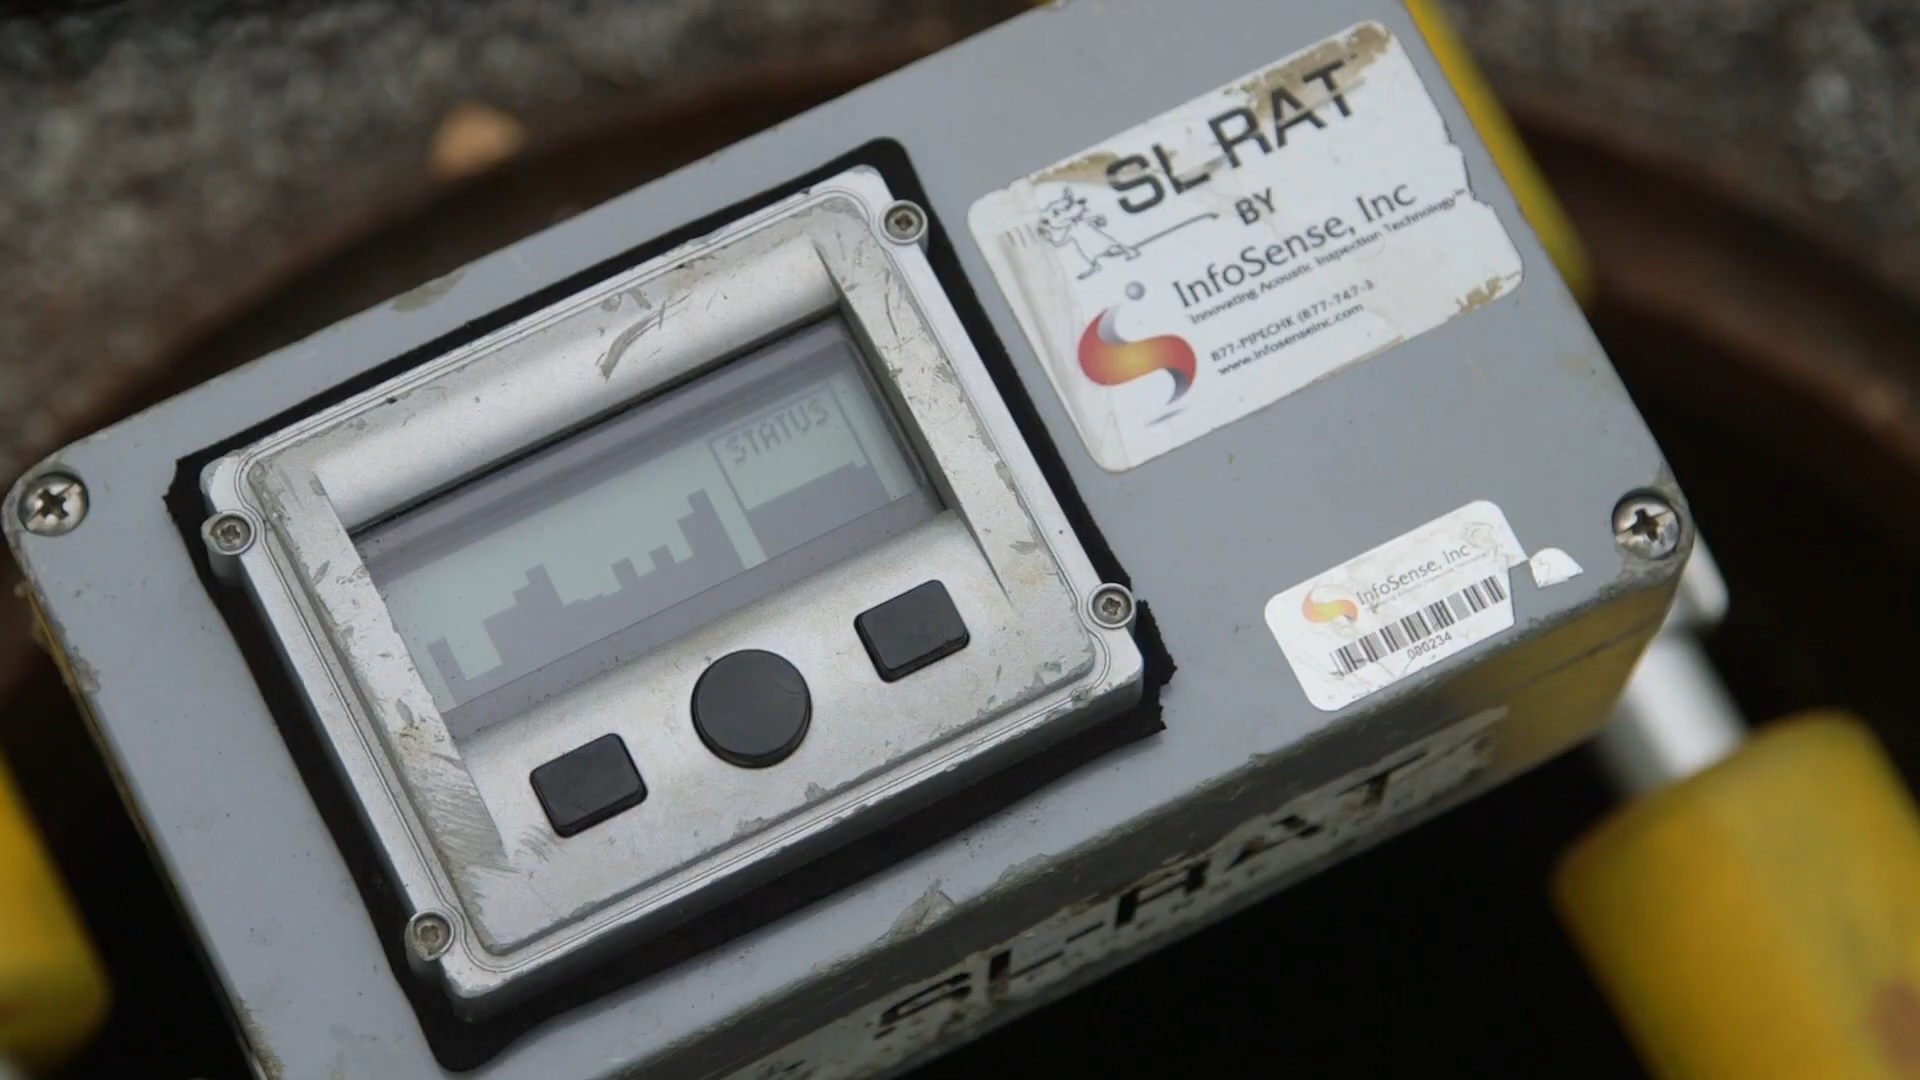 STATUS
SL RAT
BY
InfoSense, Inc
Innovating Acoustic Inspection Technology™
877-PIPECHK (877-747-3
www.infosenseinc.com
InfoSense, Inc
000234
SL-RAT